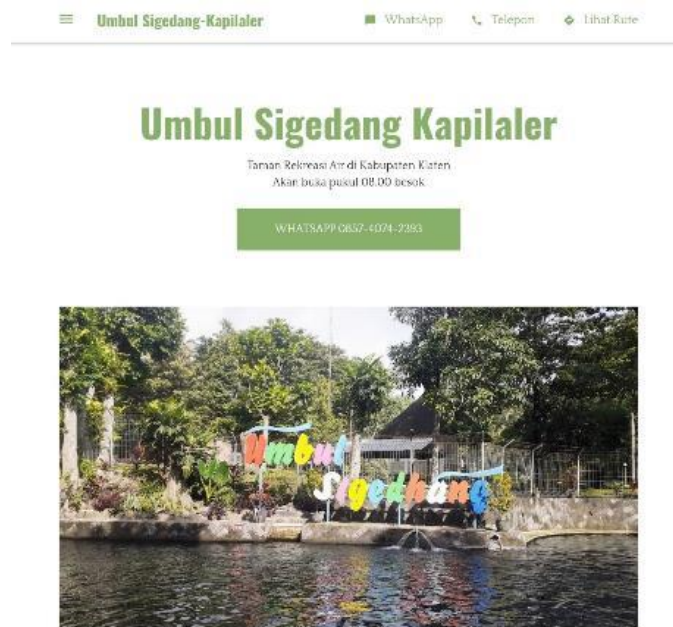 Umbul Sigedang-Kapilaler
WhatsApp
Telepon
Lihat Rute
Umbul Sigedang Kapilaler
Taman Rekreasi Air di Kabupaten Klaten
Akan buka pukul 08.00 besok
WHATSAPP 0857-4074-2393
Umbul
Sigedhang